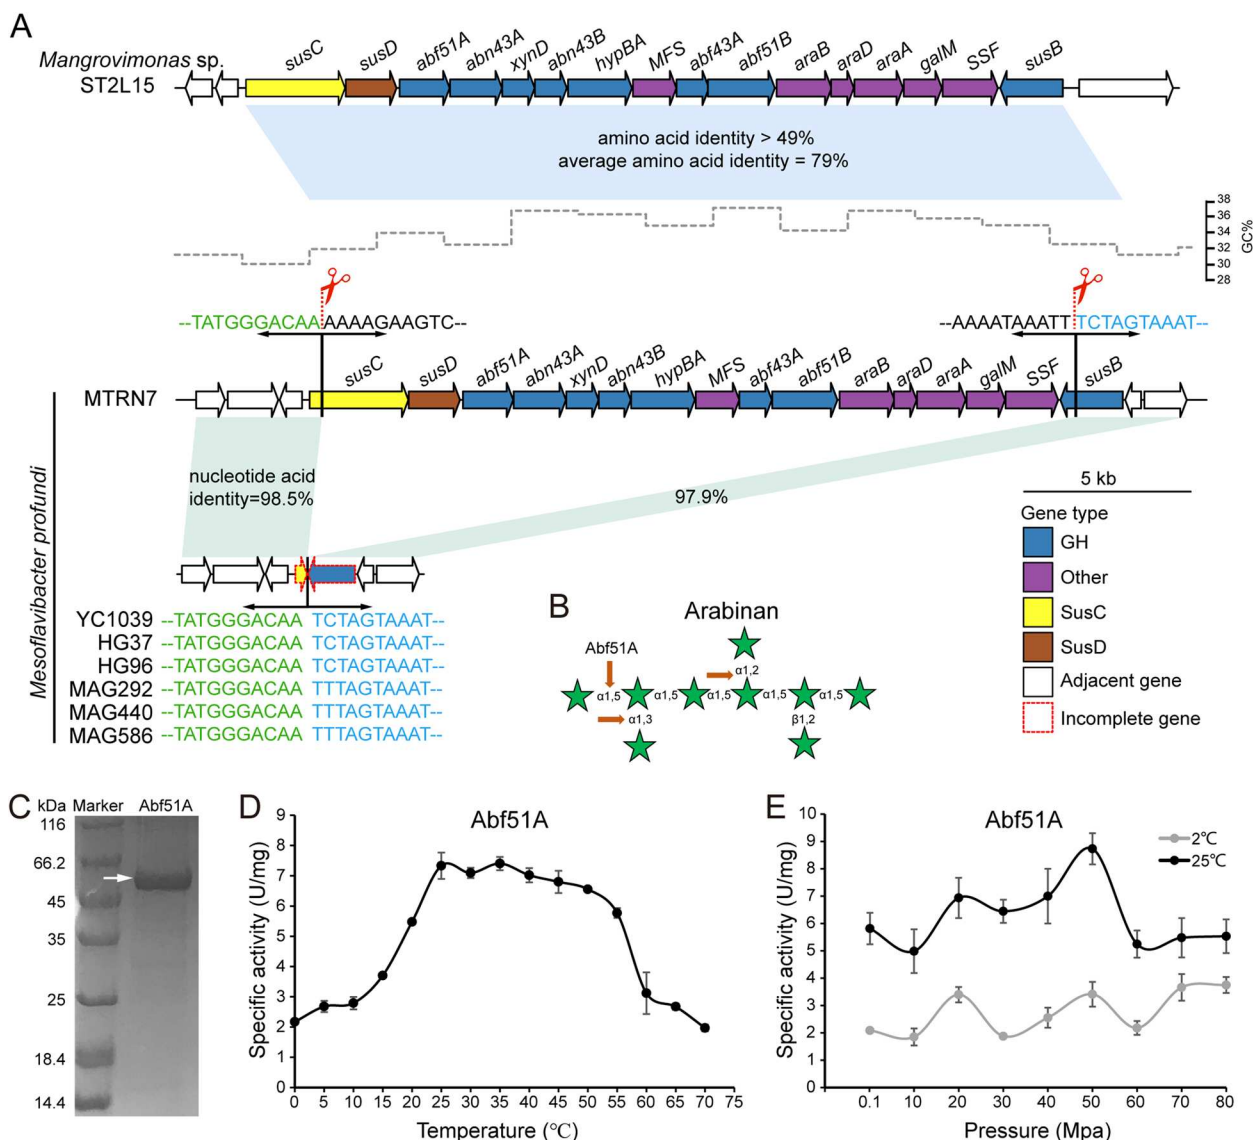 A
Mangrovimonas sp.
ST2L15
susC susD abf51A abn43A xynD abn43B hypBA MFS abf43A abf51B araB araD araA galM SSF susB
amino acid identity > 49%
average amino acid identity = 79%
38
36
34
32
30
28
GC%
--TATGGGACAA AAAAGAAGTC--
--AAAATAAATT TCTAGTAAAT--
MTRN7
susC susD abf51A abn43A xynD abn43B hypBA MFS abf43A abf51B araB araD araA galM SSF susB
nucleotide acid
identity=98.5%
97.9%
Mesoflavibacter profundi
YC1039 --TATGGGACAA TCTAGTAAAT--
HG37 --TATGGGACAA TCTAGTAAAT--
HG96 --TATGGGACAA TCTAGTAAAT--
MAG292 --TATGGGACAA TTTAGTAAAT--
MAG440 --TATGGGACAA TTTAGTAAAT--
MAG586 --TATGGGACAA TTTAGTAAAT--
5 kb
Gene type
GH
Other
SusC
SusD
Adjacent gene
Incomplete gene
B
Arabinan
Abf51A
α1,2
α1,5 α1,5 α1,5 α1,5 α1,5
α1,3 β1,2
C
kDa Marker Abf51A
116
66.2
45
35
25
18.4
14.4
D
Abf51A
Specific activity (U/mg)
9
8
7
6
5
4
3
2
1
0
0 5 10 15 20 25 30 35 40 45 50 55 60 65 70 75
Temperature (℃)
E
Abf51A
2℃
25℃
Specific activity (U/mg)
10
9
8
7
6
5
4
3
2
1
0
0.1 10 20 30 40 50 60 70 80
Pressure (Mpa)